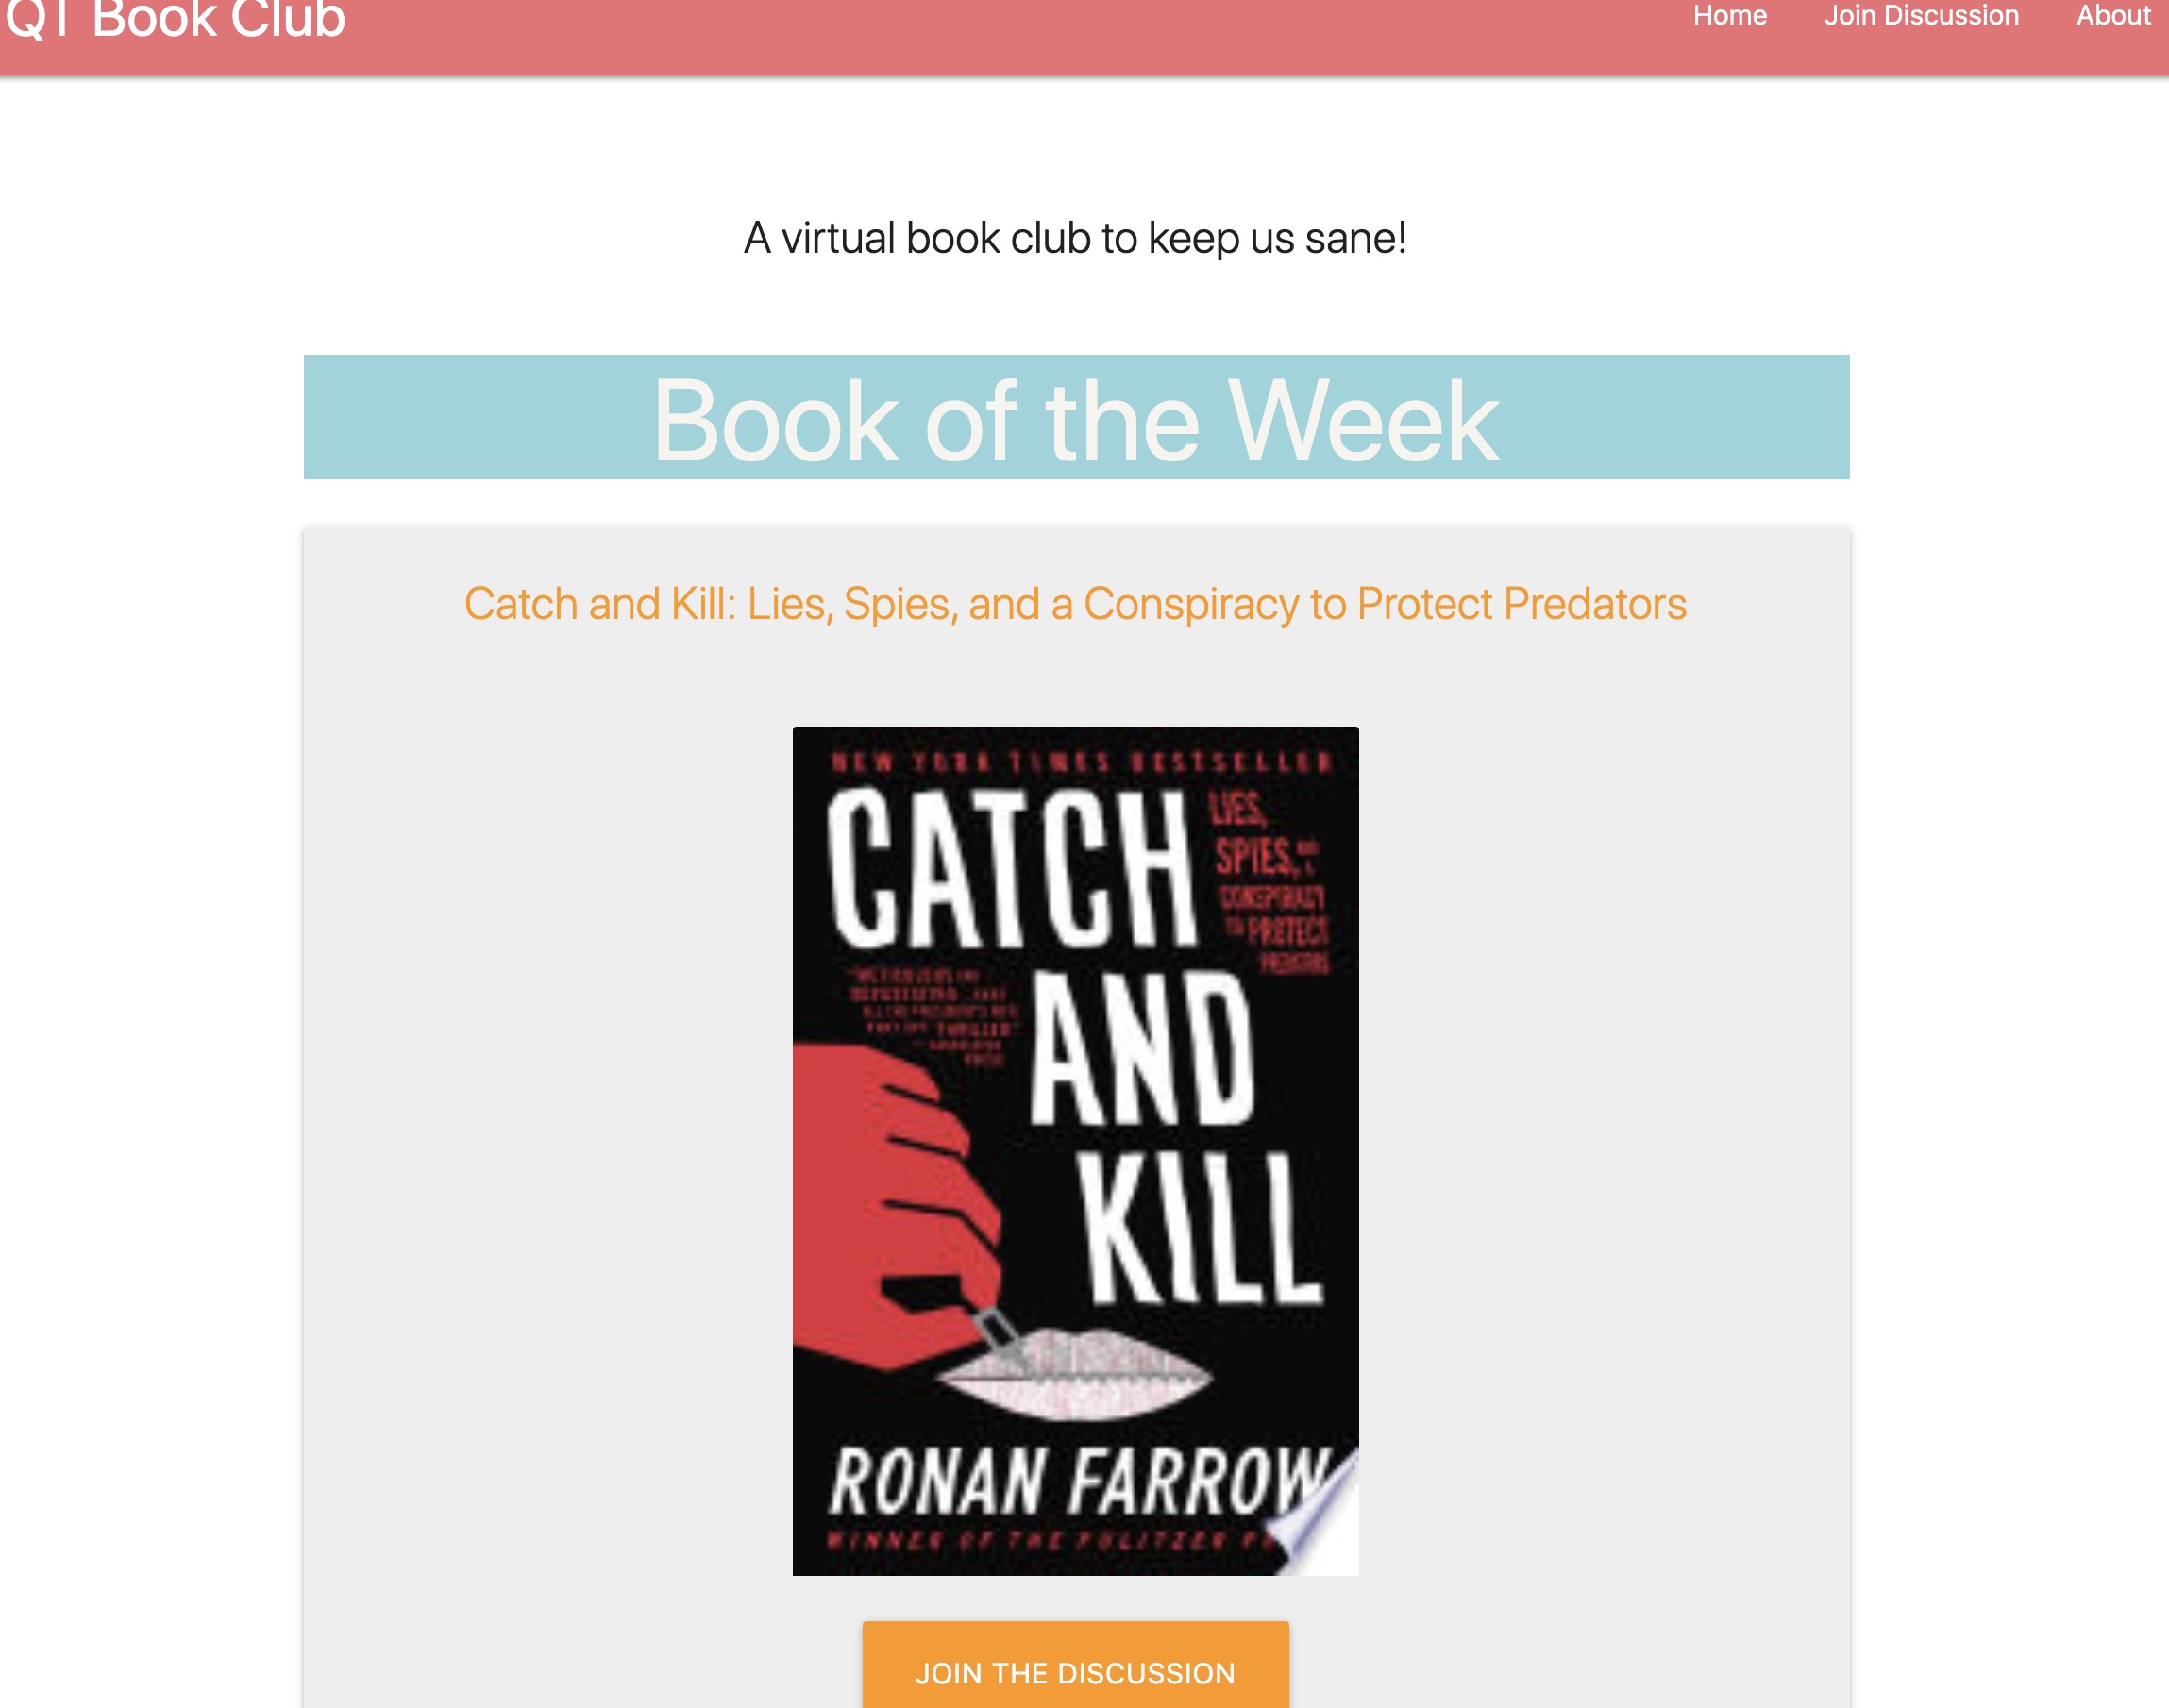 QT Book Club
Home Join Discussion About
A virtual book club to keep us sane!
Book of the Week
Catch and Kill: Lies, Spies, and a Conspiracy to Protect Predators
NEW YORK TIMES BESTSELLER
CATCH
LIES,
SPIES, AND
A
CONSPIRACY
TO PROTECT
PREDATORS
AND
"THRILLER"
KILL
RONAN FARROW
WINNER OF THE PULITZER
JOIN THE DISCUSSION